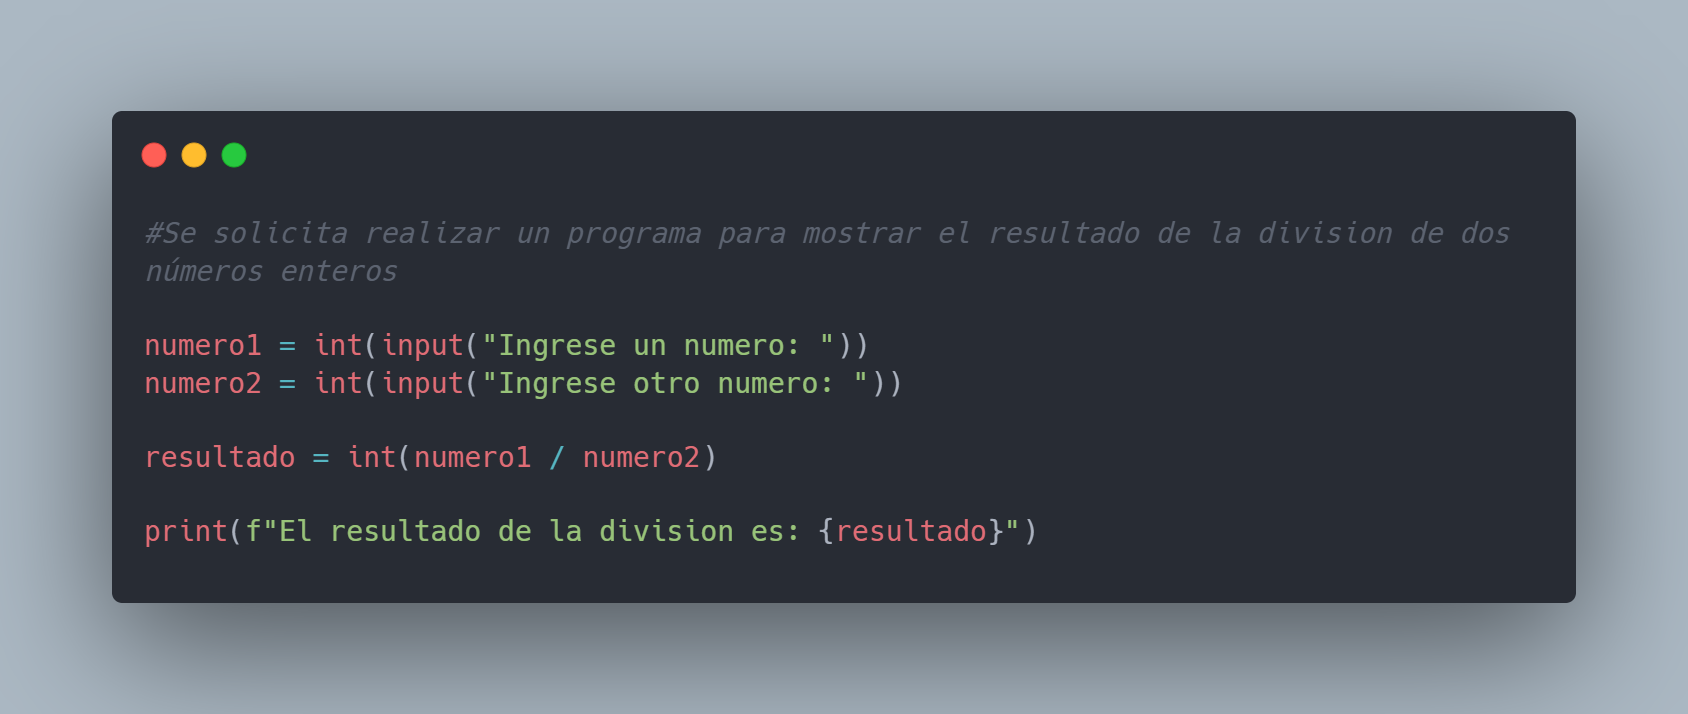 #Se solicita realizar un programa para mostrar el resultado de la division de dos
números enteros
numero1 = int(input("Ingrese un numero: "))
numero2 = int(input("Ingrese otro numero: "))
resultado = int(numero1 / numero2)
print(f"El resultado de la division es: {resultado}")